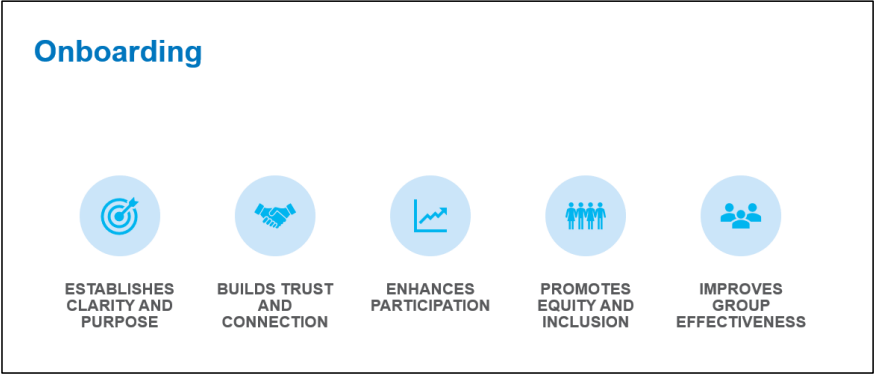 Onboarding
ESTABLISHES
CLARITY AND
PURPOSE
BUILDS TRUST
AND
CONNECTION
ENHANCES
PARTICIPATION
PROMOTES
EQUITY AND
INCLUSION
IMPROVES
GROUP
EFFECTIVENESS